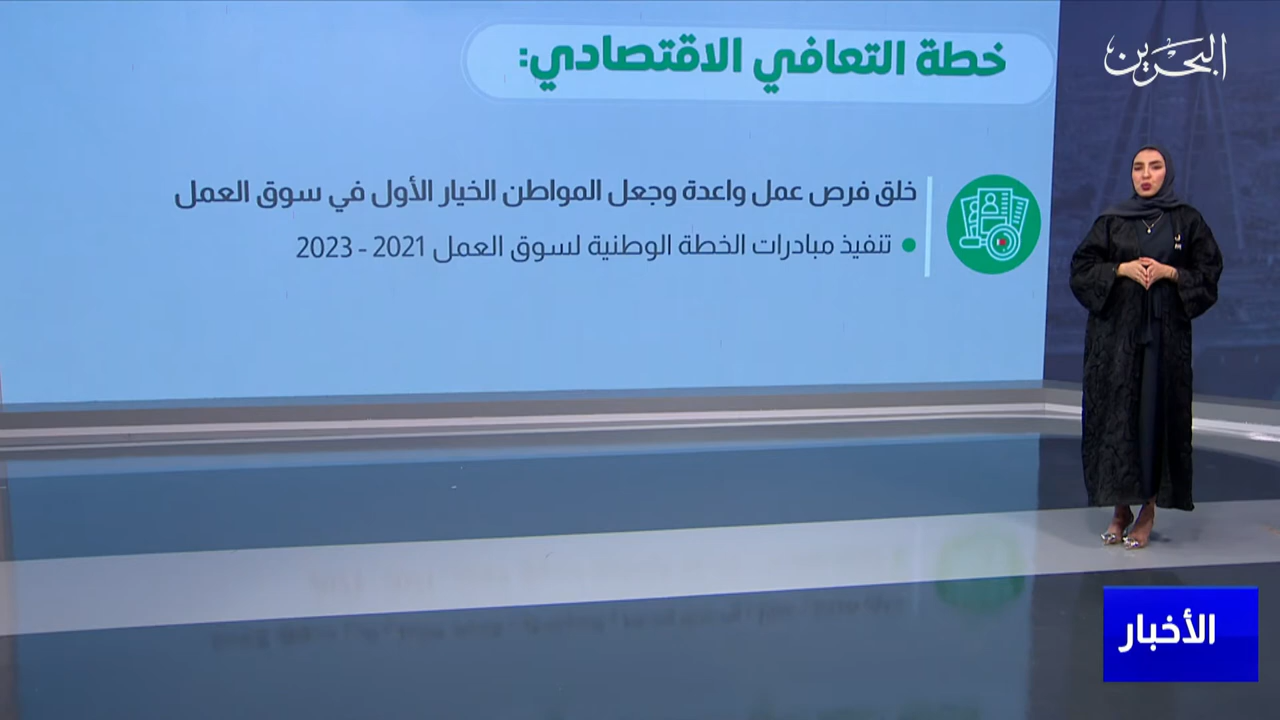 خطة التعافي الاقتصادي:
البحرين
خلق فرص عمل واعدة وجعل المواطن الخيار الأول في سوق العمل
تنفيذ مبادرات الخطة الوطنية لسوق العمل 2021 - 2023
الأخبار